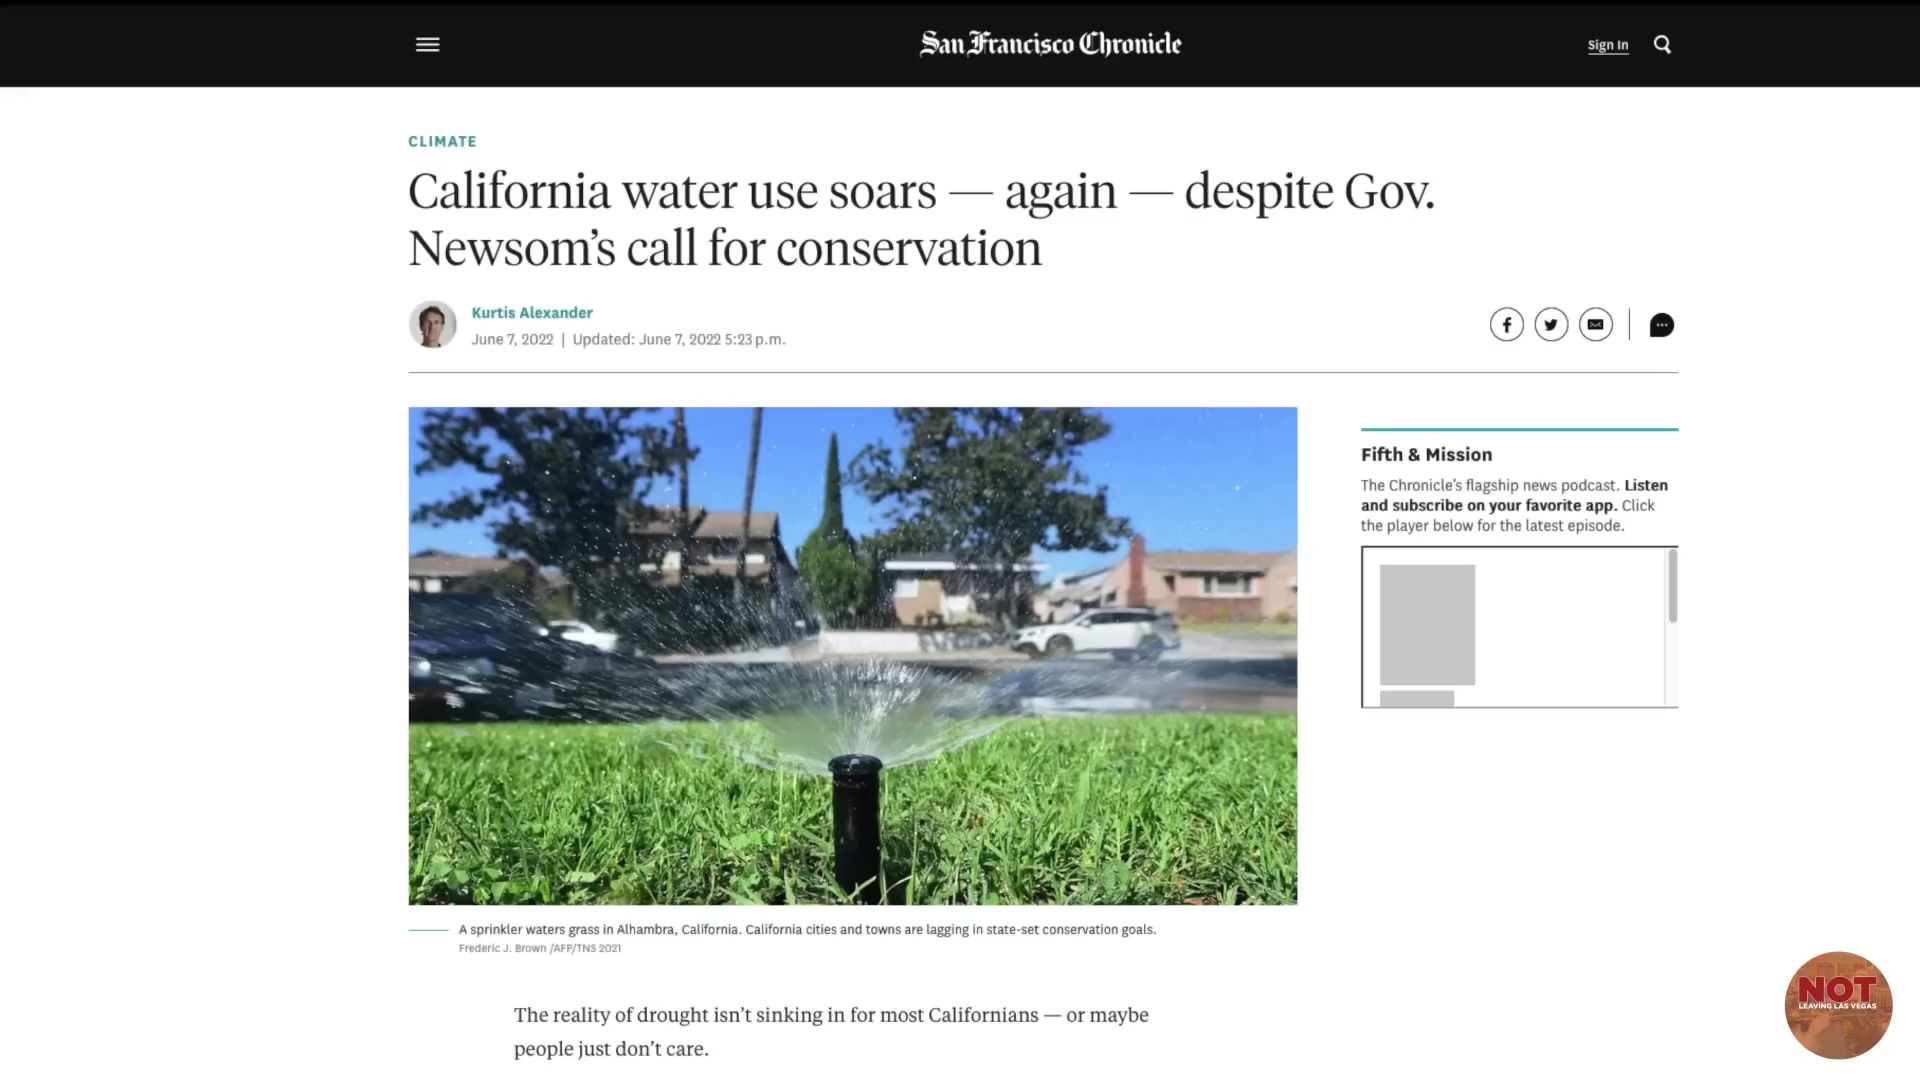 San Francisco Chronicle
Sign In
CLIMATE
California water use soars — again — despite Gov.
Newsom’s call for conservation
Kurtis Alexander
June 7, 2022 | Updated: June 7, 2022 5:23 p.m.
Fifth & Mission
The Chronicle’s flagship news podcast. Listen
and subscribe on your favorite app. Click
the player below for the latest episode.
A sprinkler waters grass in Alhambra, California. California cities and towns are lagging in state-set conservation goals.
Frederic J. Brown /AFP/TNS 2021
The reality of drought isn’t sinking in for most Californians — or maybe
people just don’t care.
NOT
LEAVING LAS VEGAS